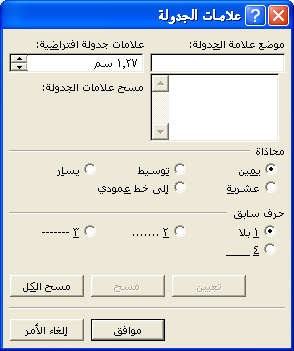 علامات الجدولة
موضع علامة الجدولة: علامات جدولة افتراضية:
١,٢٧ سم
مسح علامات الجدولة:
محاذاة
يمين توسيط يسار
عشرية إلى خط عمودي
حرف سابق
١ بلا ٢ ....... ٣ -------
٤ ____
تعيين مسح مسح الكل
موافق إلغاء الأمر